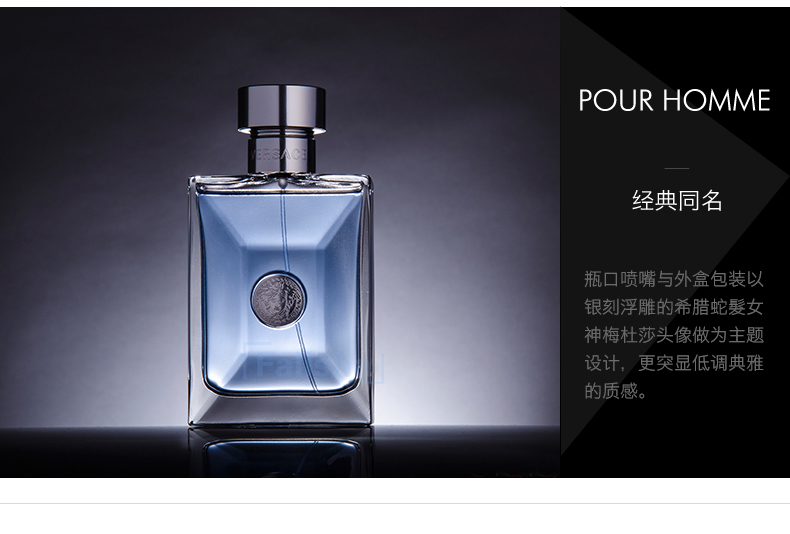 POUR HOMME
经典同名
瓶口喷嘴与外盒包装以
银刻浮雕的希腊蛇髮女
神梅杜莎头像做为主题
设计，更突显低调典雅
的质感。
VERSACE